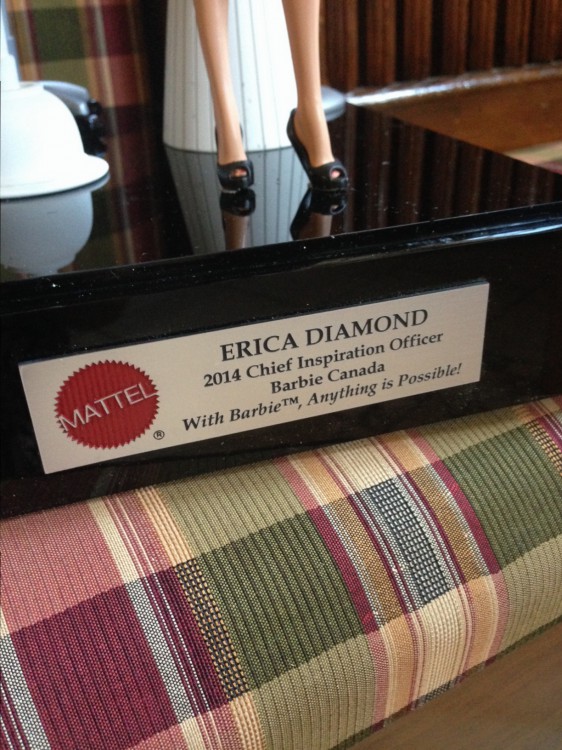 MATTEL
®
ERICA DIAMOND
2014 Chief Inspiration Officer
Barbie Canada
With Barbie™, Anything is Possible!